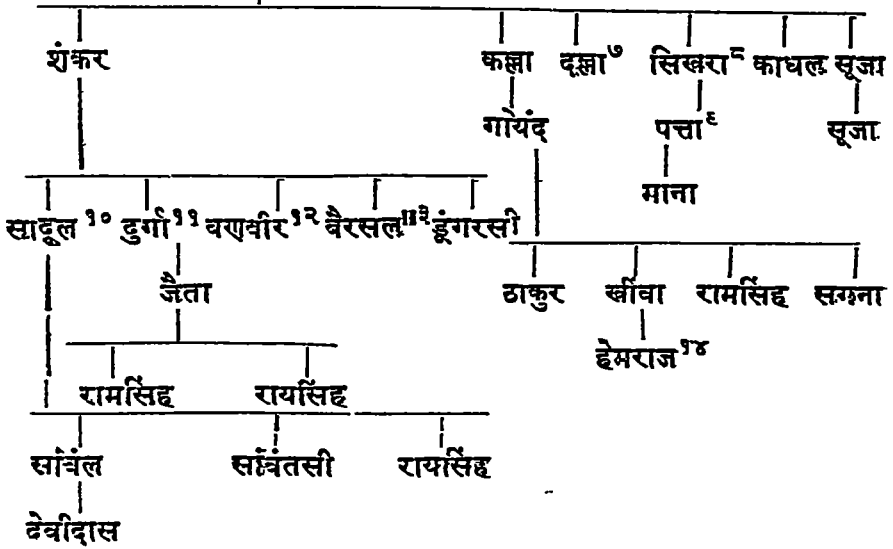 शंकर कल्ला दल्ला⁷ सिखरा⁸ कांधल सूजा
गोयंद पत्ता⁹ सूजा
माना
सादूल¹⁰ दुर्गा¹¹ वणवीर¹² वैरसल¹³ डूंगरसी
जैता ठाकुर खींवा रामसिंह सगना
हेमराज¹⁴
रामसिंह रायसिंह
सांवल सांवंतसी रायसिंह
देवीदास